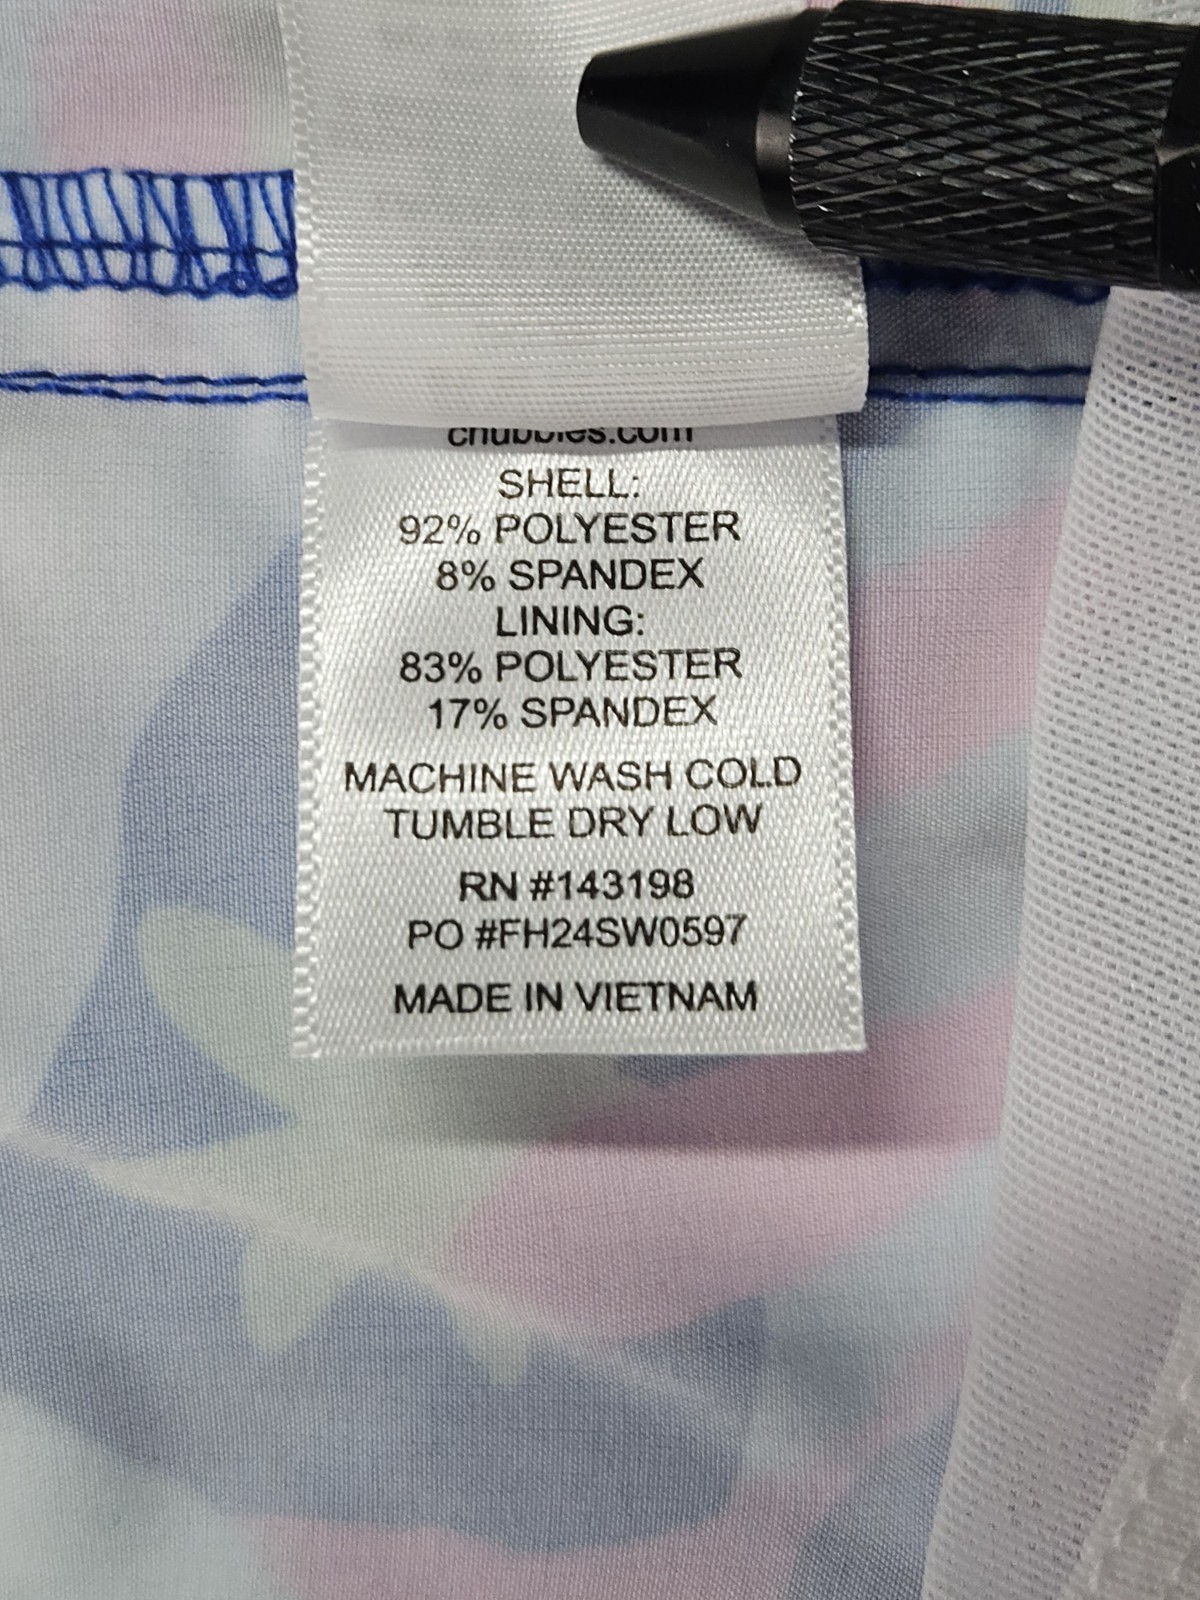 chubbies.com
SHELL:
92% POLYESTER
8% SPANDEX
LINING:
83% POLYESTER
17% SPANDEX
MACHINE WASH COLD
TUMBLE DRY LOW
RN #143198
PO #FH24SW0597
MADE IN VIETNAM